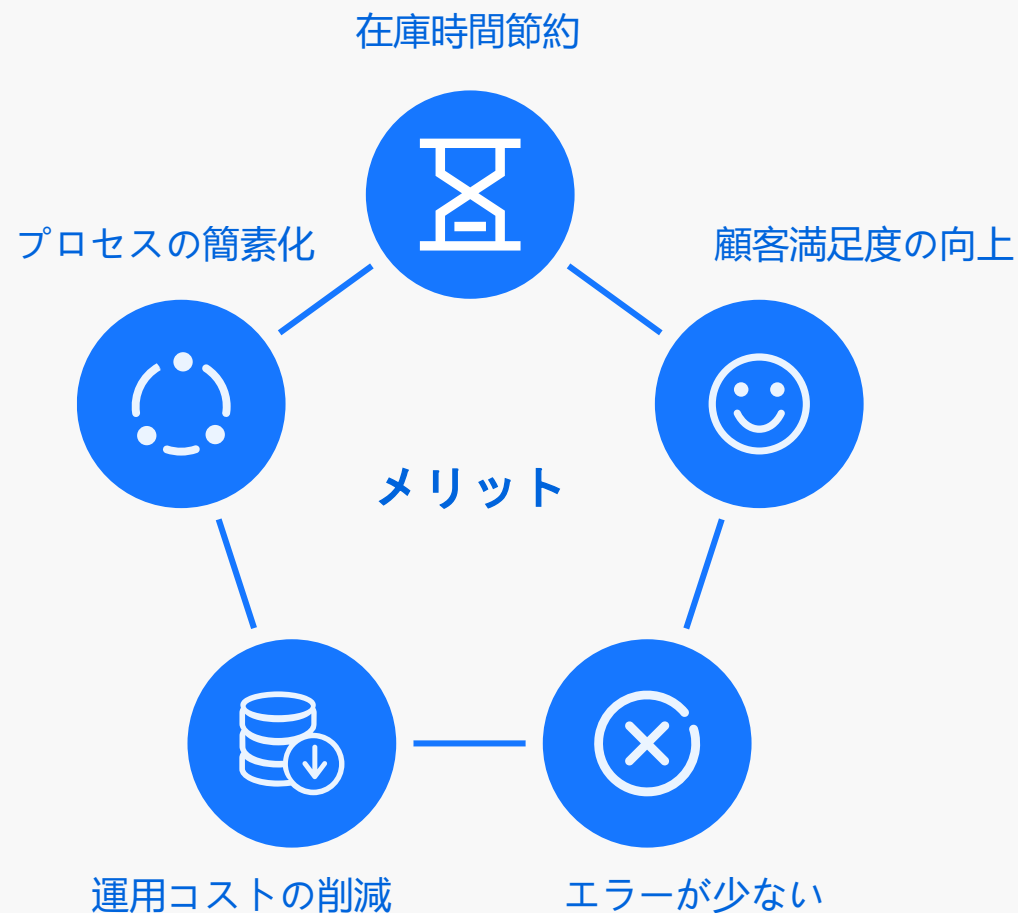 在庫時間節約
プロセスの簡素化
顧客満足度の向上
メリット
運用コストの削減
エラーが少ない